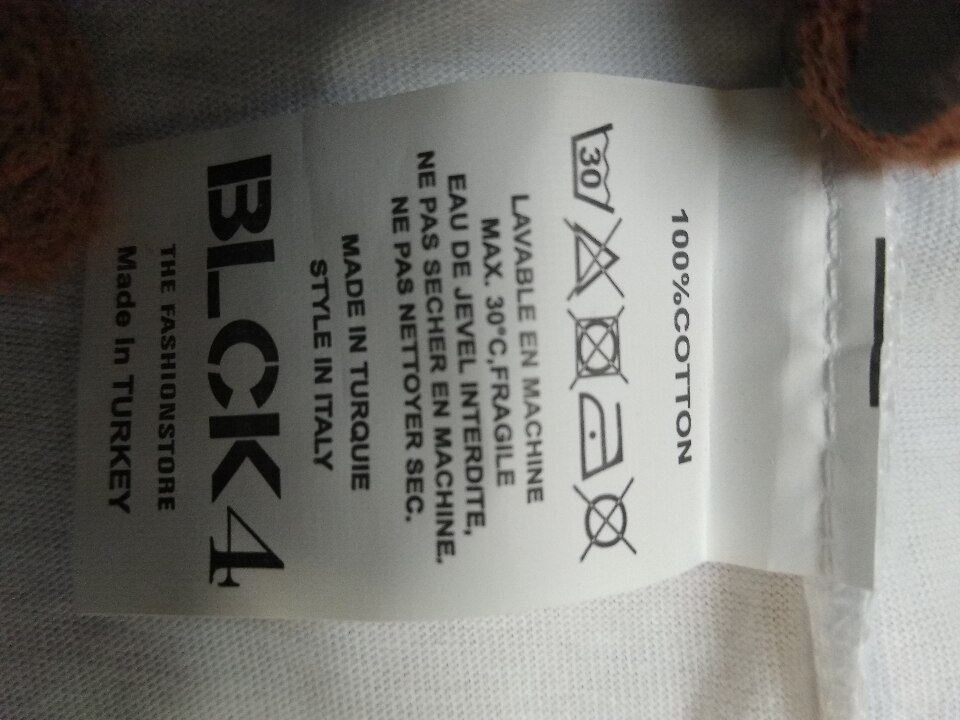 100%COTTON
30
LAVABLE EN MACHINE
MAX. 30°C,FRAGILE
EAU DE JEVEL INTERDITE,
NE PAS SECHER EN MACHINE,
NE PAS NETTOYER SEC.
MADE IN TURQUIE
STYLE IN ITALY
BLCK4
THE FASHIONSTORE
Made In TURKEY